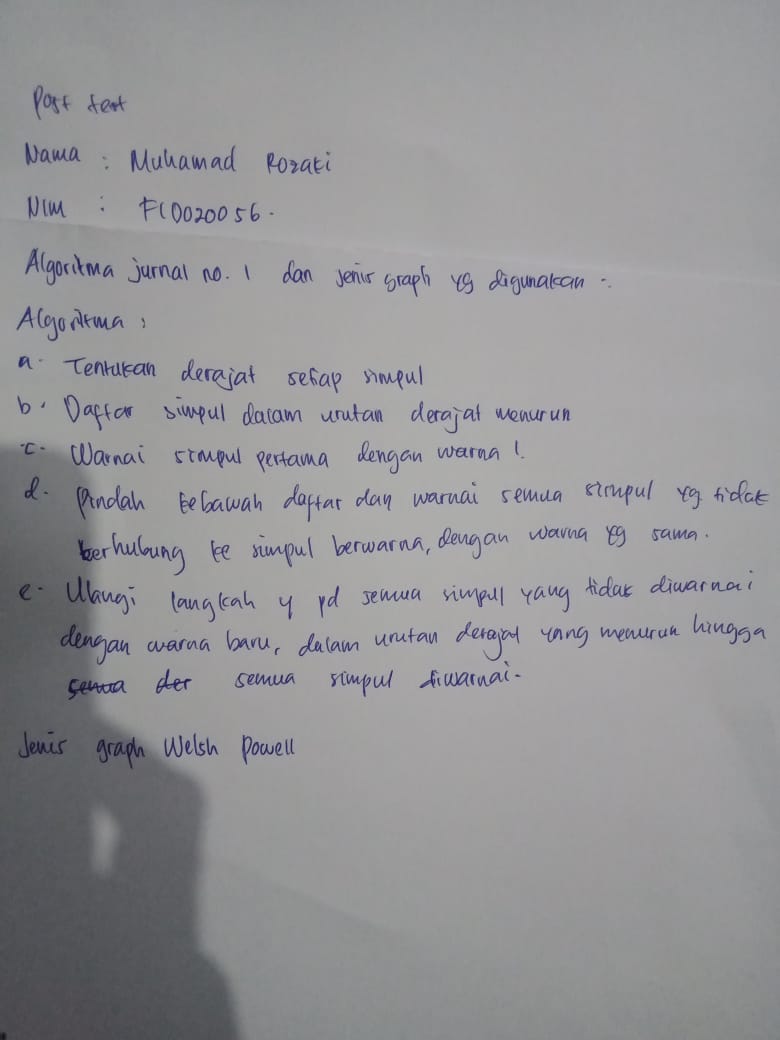 Post test
Nama : Muhamad Rozaki
NIM : F1C0020056.
Algoritma jurnal no. 1 dan jenis graph yg digunakan :
Algoritma :
a. Tentukan derajat setiap simpul
b. Daftar simpul dalam urutan derajat menurun
c. Warnai simpul pertama dengan warna 1.
d. Pindah kebawah daftar dan warnai semua simpul yg tidak
berhubung ke simpul berwarna, dengan warna yg sama.
e. Ulangi langkah 4 pd semua simpul yang tidak diwarnai
dengan warna baru, dalam urutan derajat yang menurun hingga
semua der semua simpul diwarnai.
Jenis graph Welsh Powell